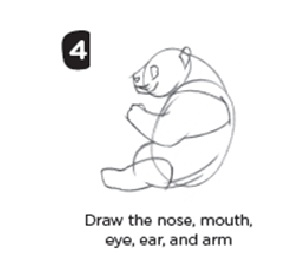 4
Draw the nose, mouth,
eye, ear, and arm